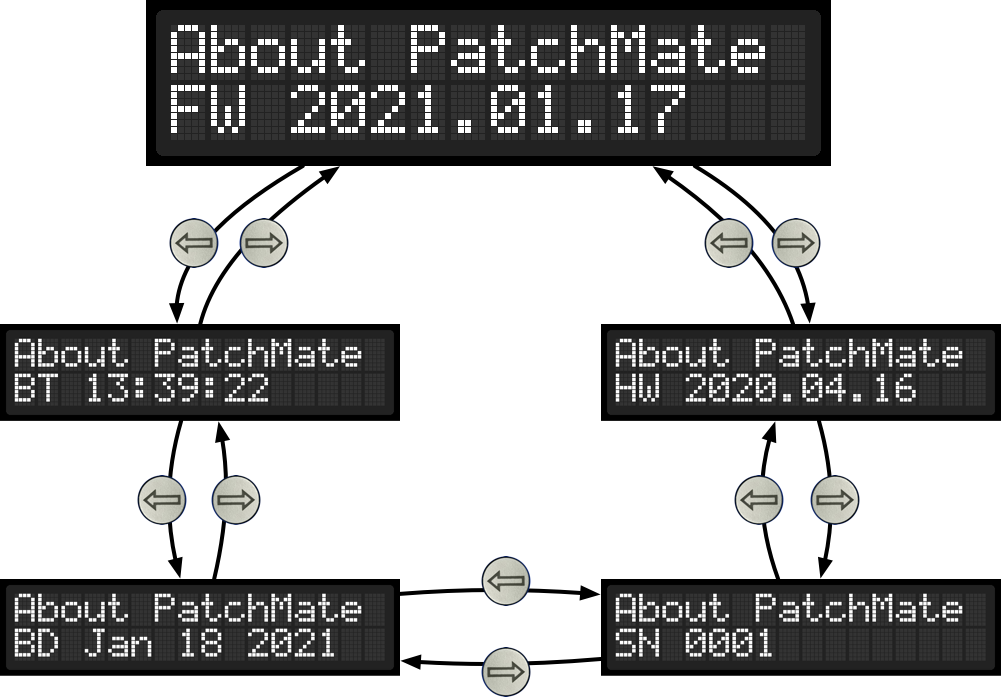 About PatchMate
FW 2021.01.17
About PatchMate
BT 13:39:22
About PatchMate
HW 2020.04.16
About PatchMate
BD Jan 18 2021
About PatchMate
SN 0001